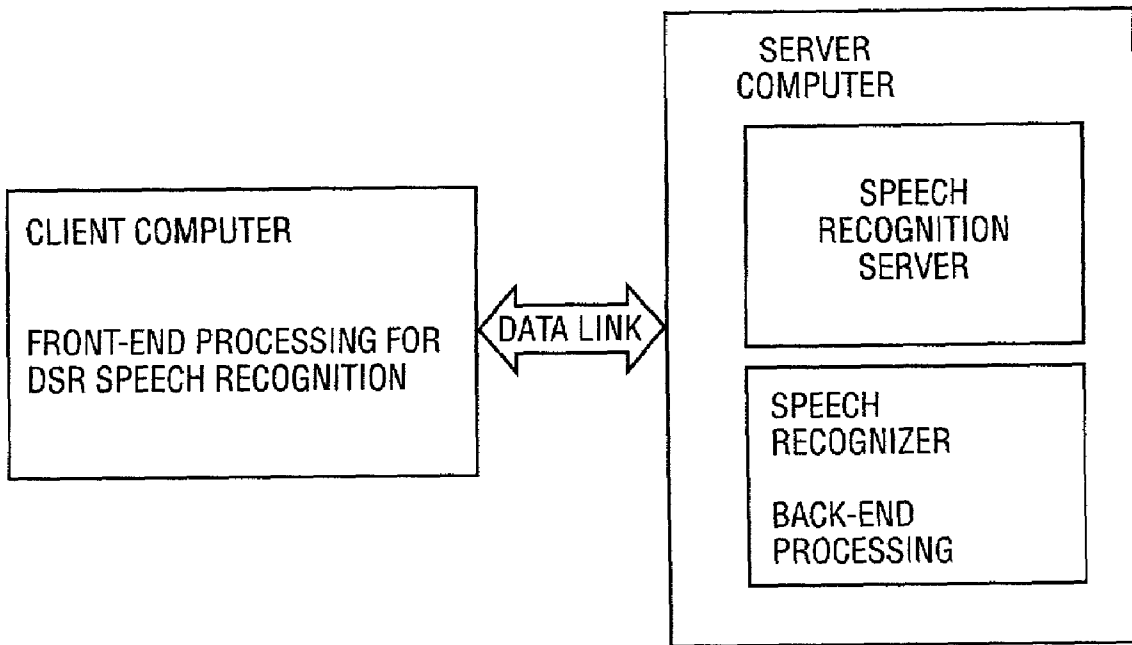 CLIENT COMPUTER
FRONT-END PROCESSING FOR
DSR SPEECH RECOGNITION
DATA LINK
SERVER
COMPUTER
SPEECH
RECOGNITION
SERVER
SPEECH
RECOGNIZER
BACK-END
PROCESSING